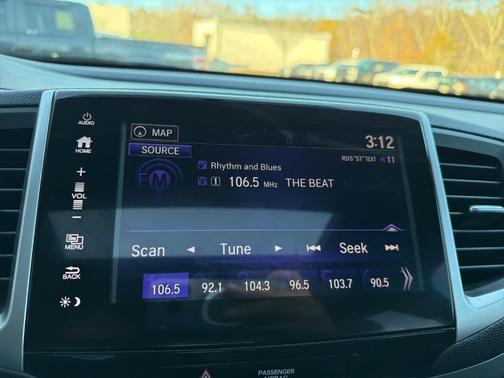 AUDIO
MAP
3:12
HOME
SOURCE
RDS "ST" TEXT 11
Rhythm and Blues
FM
1 106.5 MHz THE BEAT
+
VOL
−
MENU
Scan Tune Seek
BACK
106.5 92.1 104.3 96.5 103.7 90.5
PASSENGER
AIRBAG